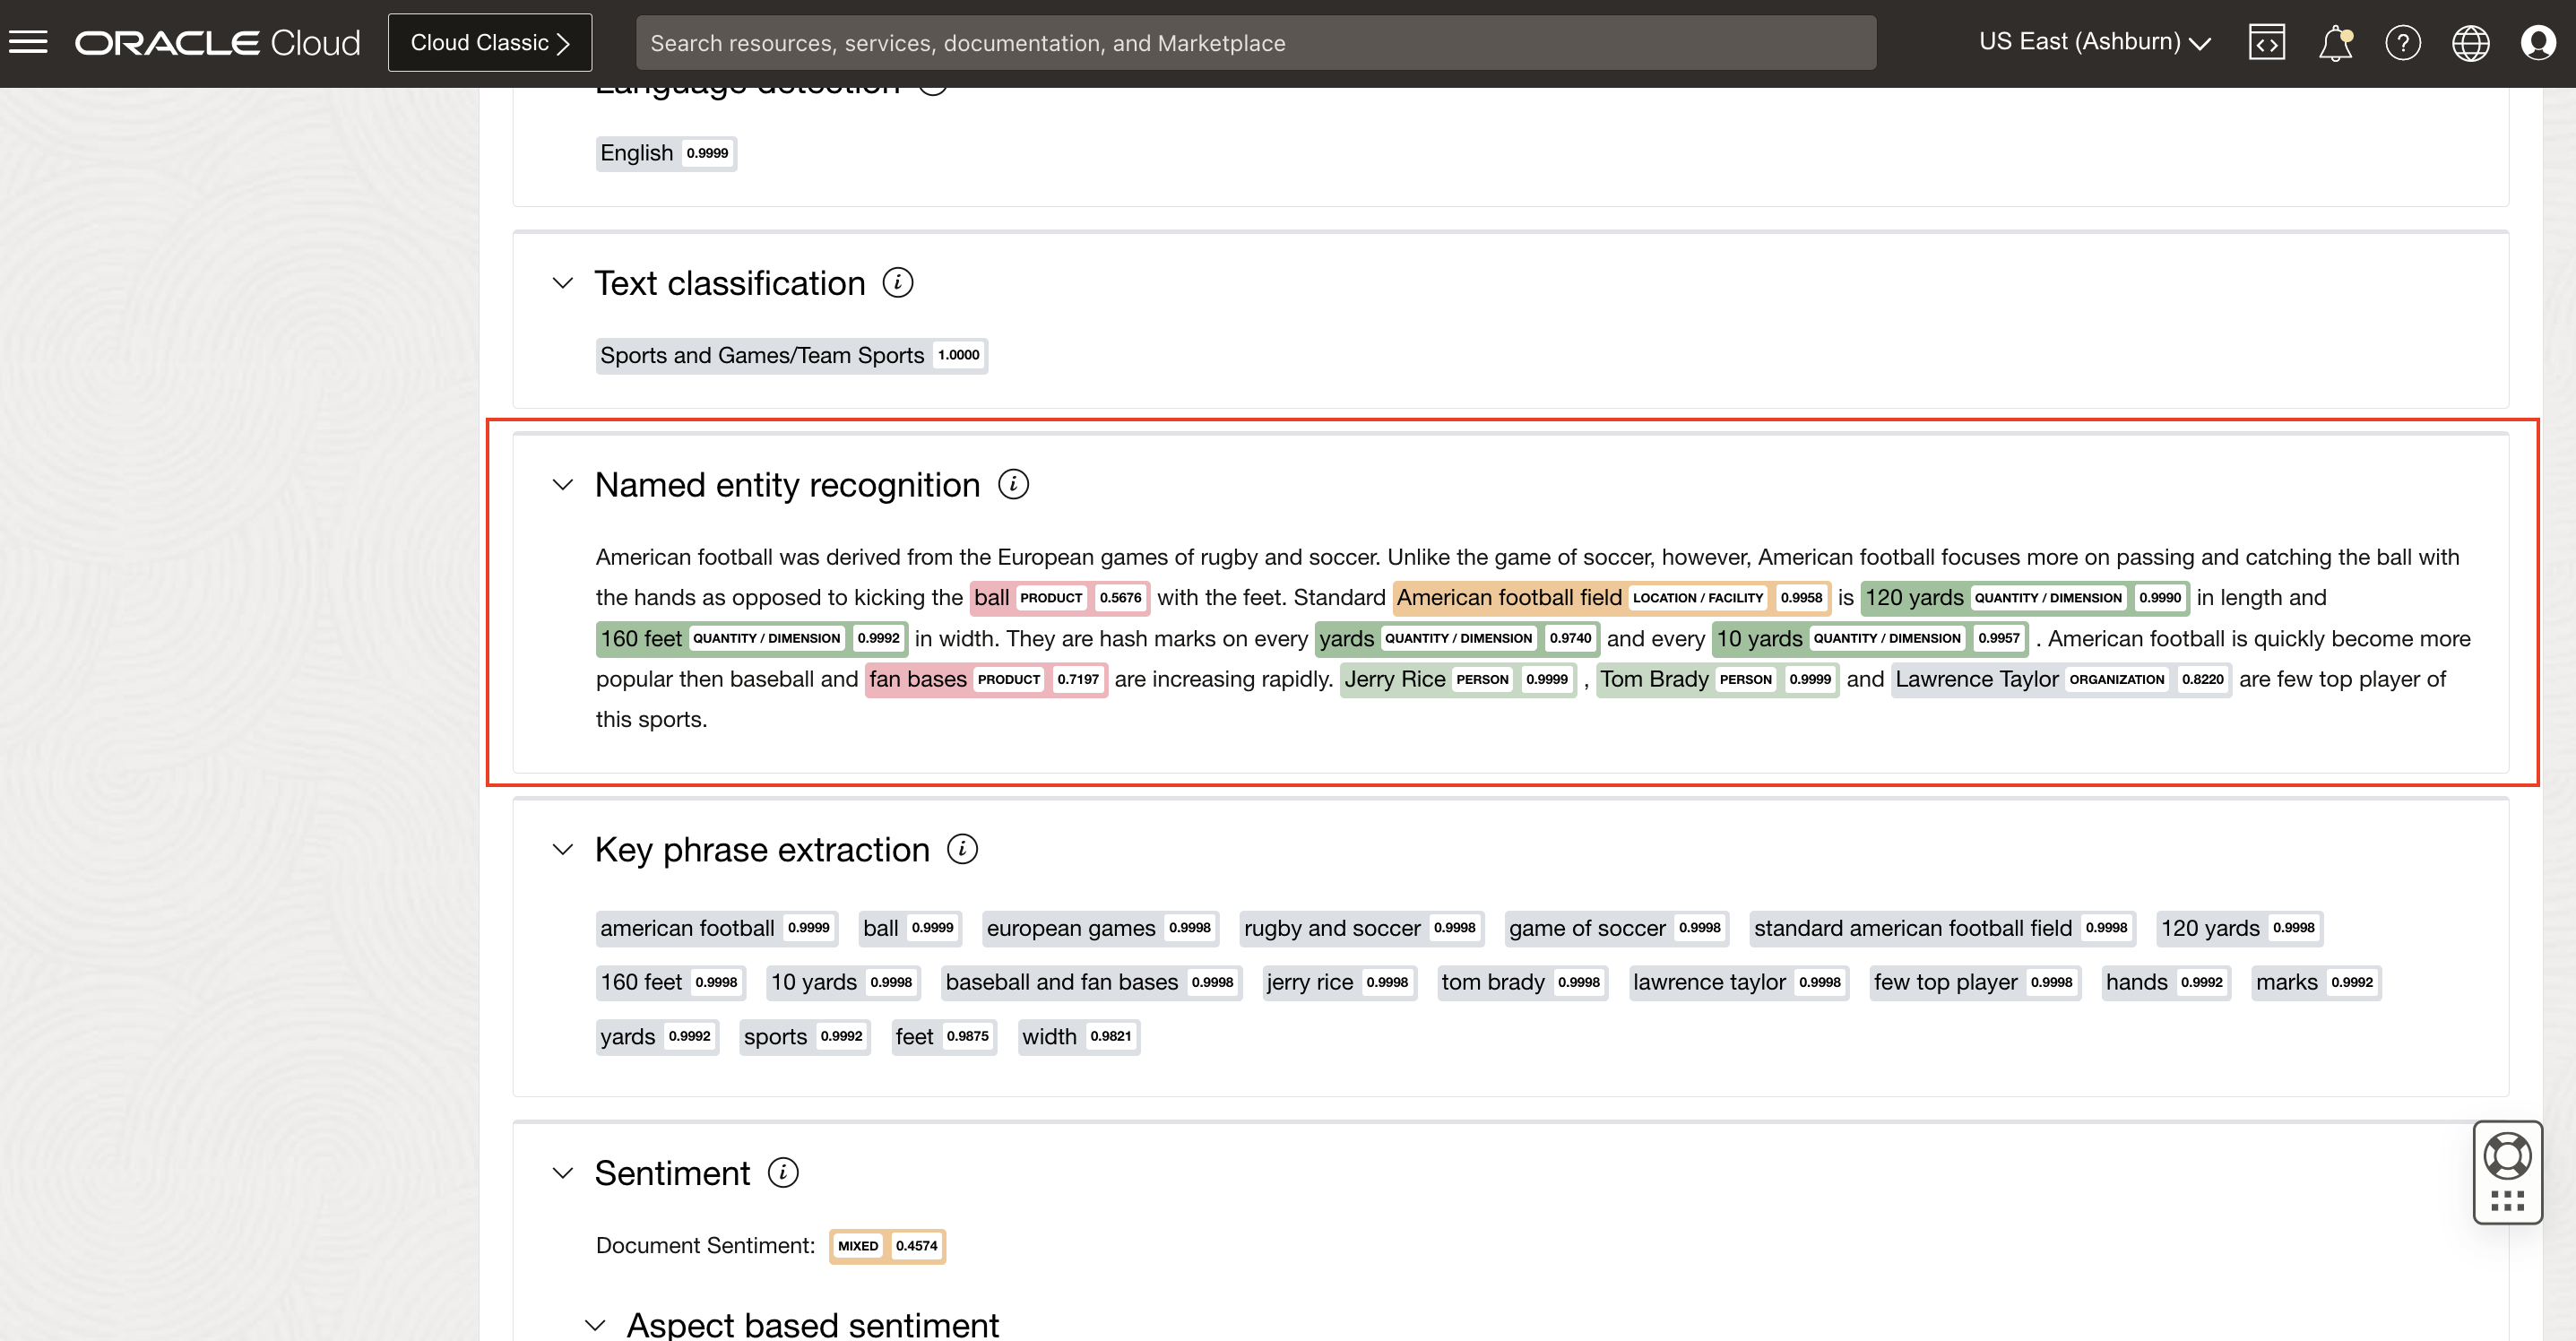 ORACLE Cloud
Cloud Classic
Search resources, services, documentation, and Marketplace
US East (Ashburn)
Language detection
English 0.9999
Text classification
Sports and Games/Team Sports 1.0000
Named entity recognition
American football was derived from the European games of rugby and soccer. Unlike the game of soccer, however, American football focuses more on passing and catching the ball with
the hands as opposed to kicking the ball PRODUCT 0.5676 with the feet. Standard American football field LOCATION / FACILITY 0.9958 is 120 yards QUANTITY / DIMENSION 0.9990 in length and
160 feet QUANTITY / DIMENSION 0.9992 in width. They are hash marks on every yards QUANTITY / DIMENSION 0.9740 and every 10 yards QUANTITY / DIMENSION 0.9957 . American football is quickly become more
popular then baseball and fan bases PRODUCT 0.7197 are increasing rapidly. Jerry Rice PERSON 0.9999 , Tom Brady PERSON 0.9999 and Lawrence Taylor ORGANIZATION 0.8220 are few top player of
this sports.
Key phrase extraction
american football 0.9999 ball 0.9999 european games 0.9998 rugby and soccer 0.9998 game of soccer 0.9998 standard american football field 0.9998 120 yards 0.9998
160 feet 0.9998 10 yards 0.9998 baseball and fan bases 0.9998 jerry rice 0.9998 tom brady 0.9998 lawrence taylor 0.9998 few top player 0.9998 hands 0.9992 marks 0.9992
yards 0.9992 sports 0.9992 feet 0.9875 width 0.9821
Sentiment
Document Sentiment: MIXED 0.4574
Aspect based sentiment